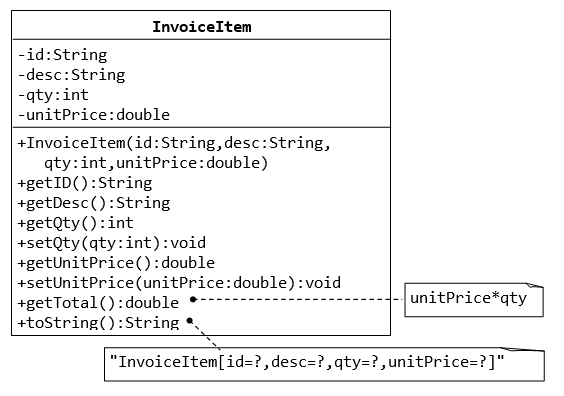 InvoiceItem
-id:String
-desc:String
-qty:int
-unitPrice:double
+InvoiceItem(id:String,desc:String,
qty:int,unitPrice:double)
+getID():String
+getDesc():String
+getQty():int
+setQty(qty:int):void
+getUnitPrice():double
+setUnitPrice(unitPrice:double):void
+getTotal():double
unitPrice*qty
+toString():String
"InvoiceItem[id=?,desc=?,qty=?,unitPrice=?]"